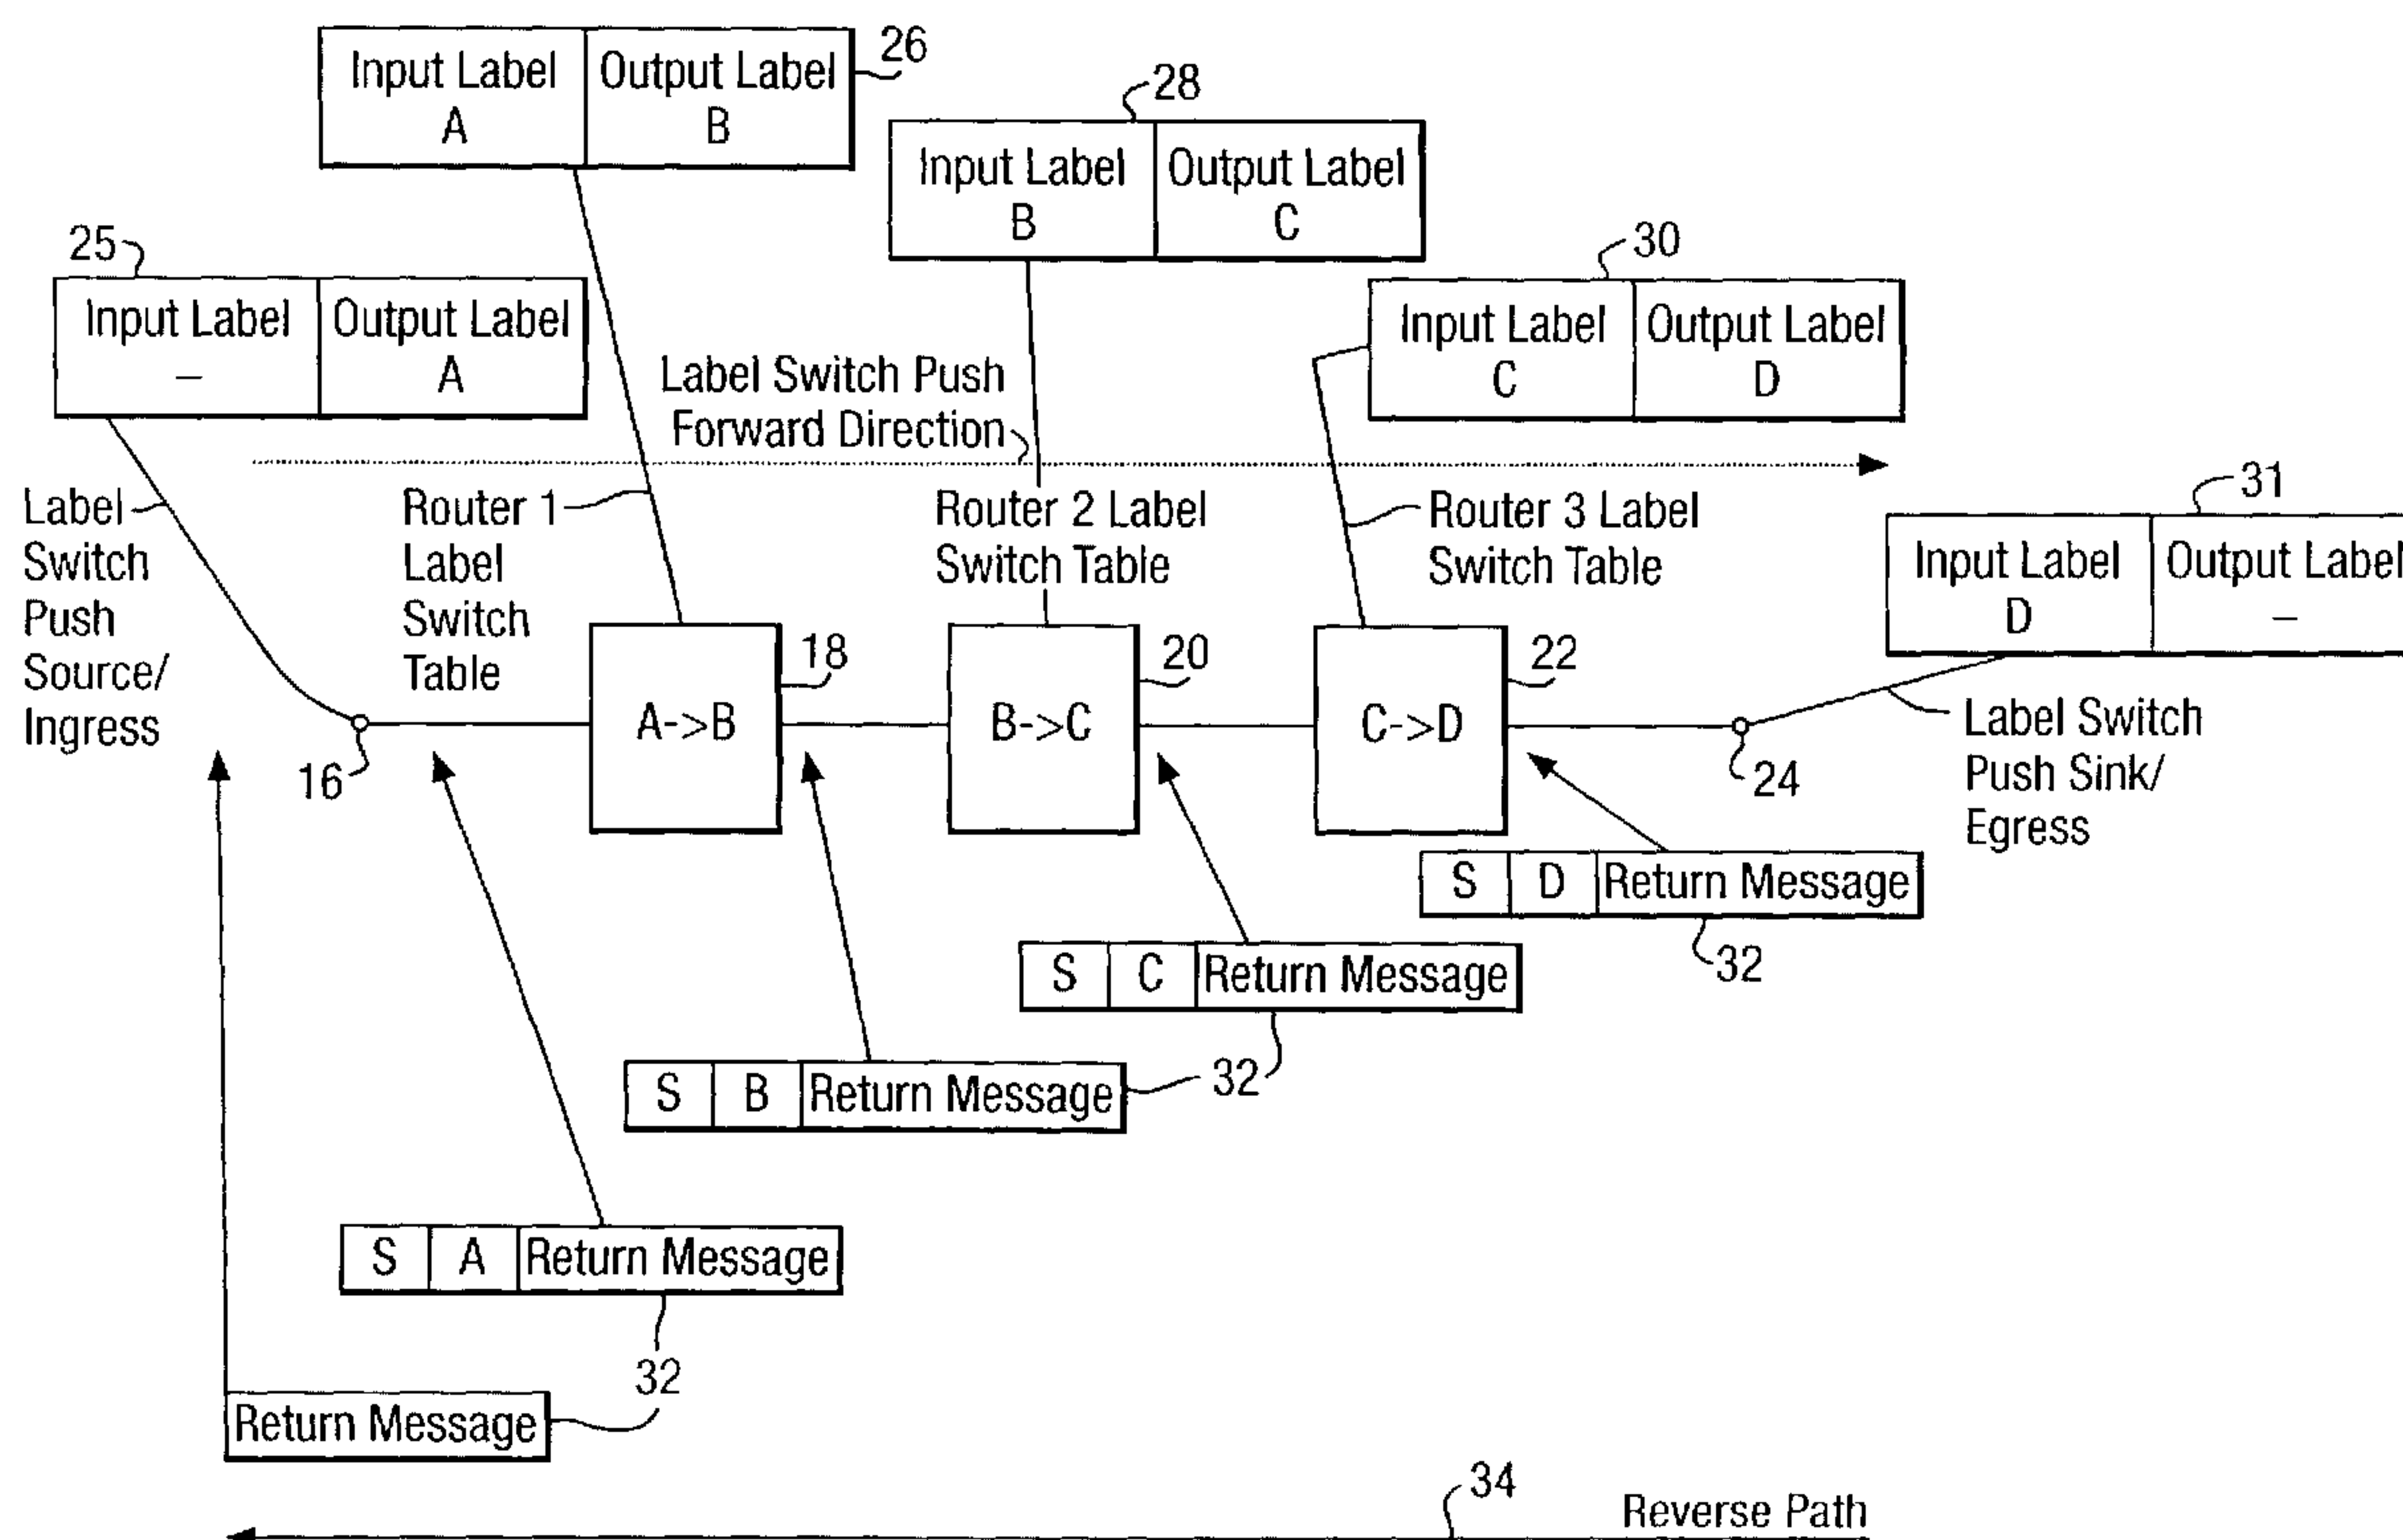 26
Input Label
A
Output Label
B
28
Input Label
B
Output Label
C
25
Input Label
–
Output Label
A
30
Input Label
C
Output Label
D
Label Switch Push
Forward Direction
Label
Switch
Push
Source/
Ingress
Router 1
Label
Switch
Table
Router 2 Label
Switch Table
Router 3 Label
Switch Table
31
Input Label
D
Output Label
–
A->B
18
B->C
20
C->D
22
16
24
Label Switch
Push Sink/
Egress
S D Return Message
32
S C Return Message
S B Return Message
32
S A Return Message
32
Return Message
34
Reverse Path